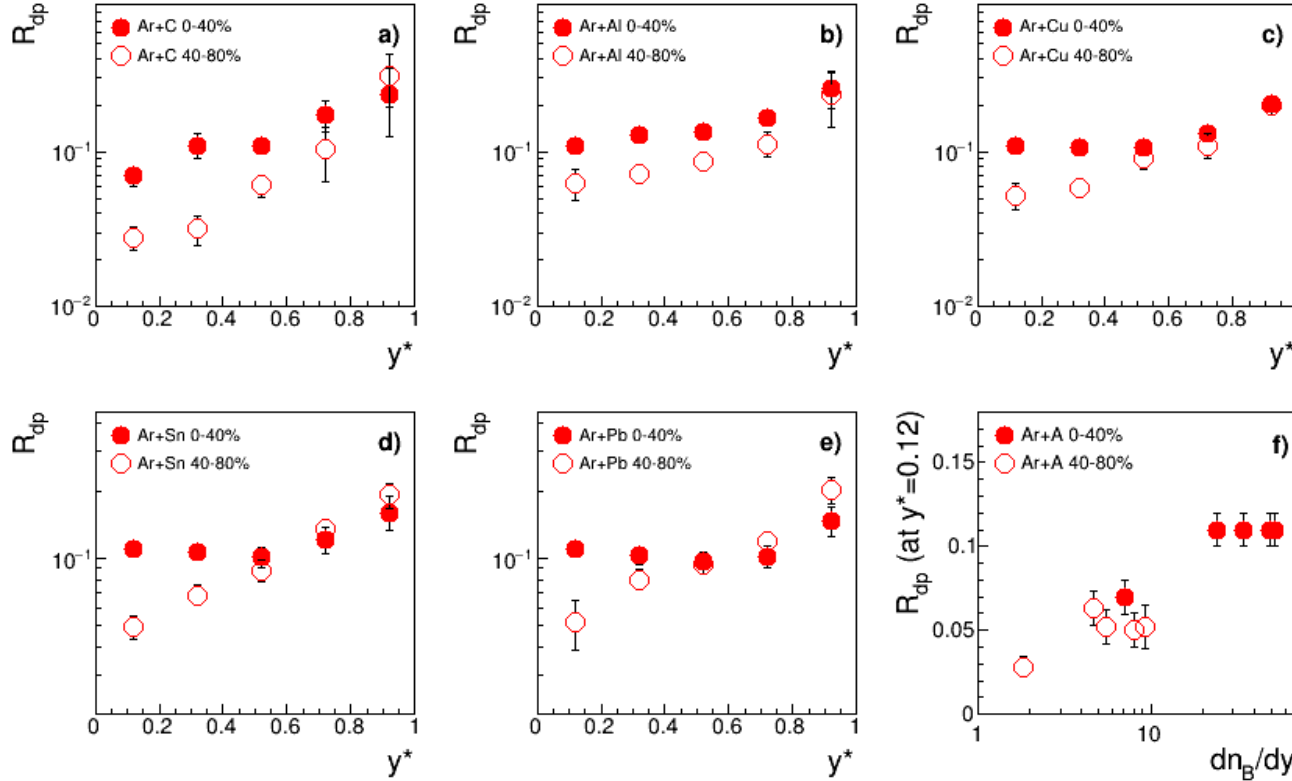 R_dp
Ar+C 0-40%
Ar+C 40-80%
a)
10^-1
10^-2
0 0.2 0.4 0.6 0.8 1
y*
R_dp
Ar+Al 0-40%
Ar+Al 40-80%
b)
10^-1
10^-2
0 0.2 0.4 0.6 0.8 1
y*
R_dp
Ar+Cu 0-40%
Ar+Cu 40-80%
c)
10^-1
10^-2
0 0.2 0.4 0.6 0.8
y*
R_dp
Ar+Sn 0-40%
Ar+Sn 40-80%
d)
10^-1
0 0.2 0.4 0.6 0.8 1
y*
R_dp
Ar+Pb 0-40%
Ar+Pb 40-80%
e)
10^-1
0 0.2 0.4 0.6 0.8 1
y*
R_dp (at y*=0.12)
Ar+A 0-40%
Ar+A 40-80%
f)
0.15
0.1
0.05
0
1 10
dn_B/dy